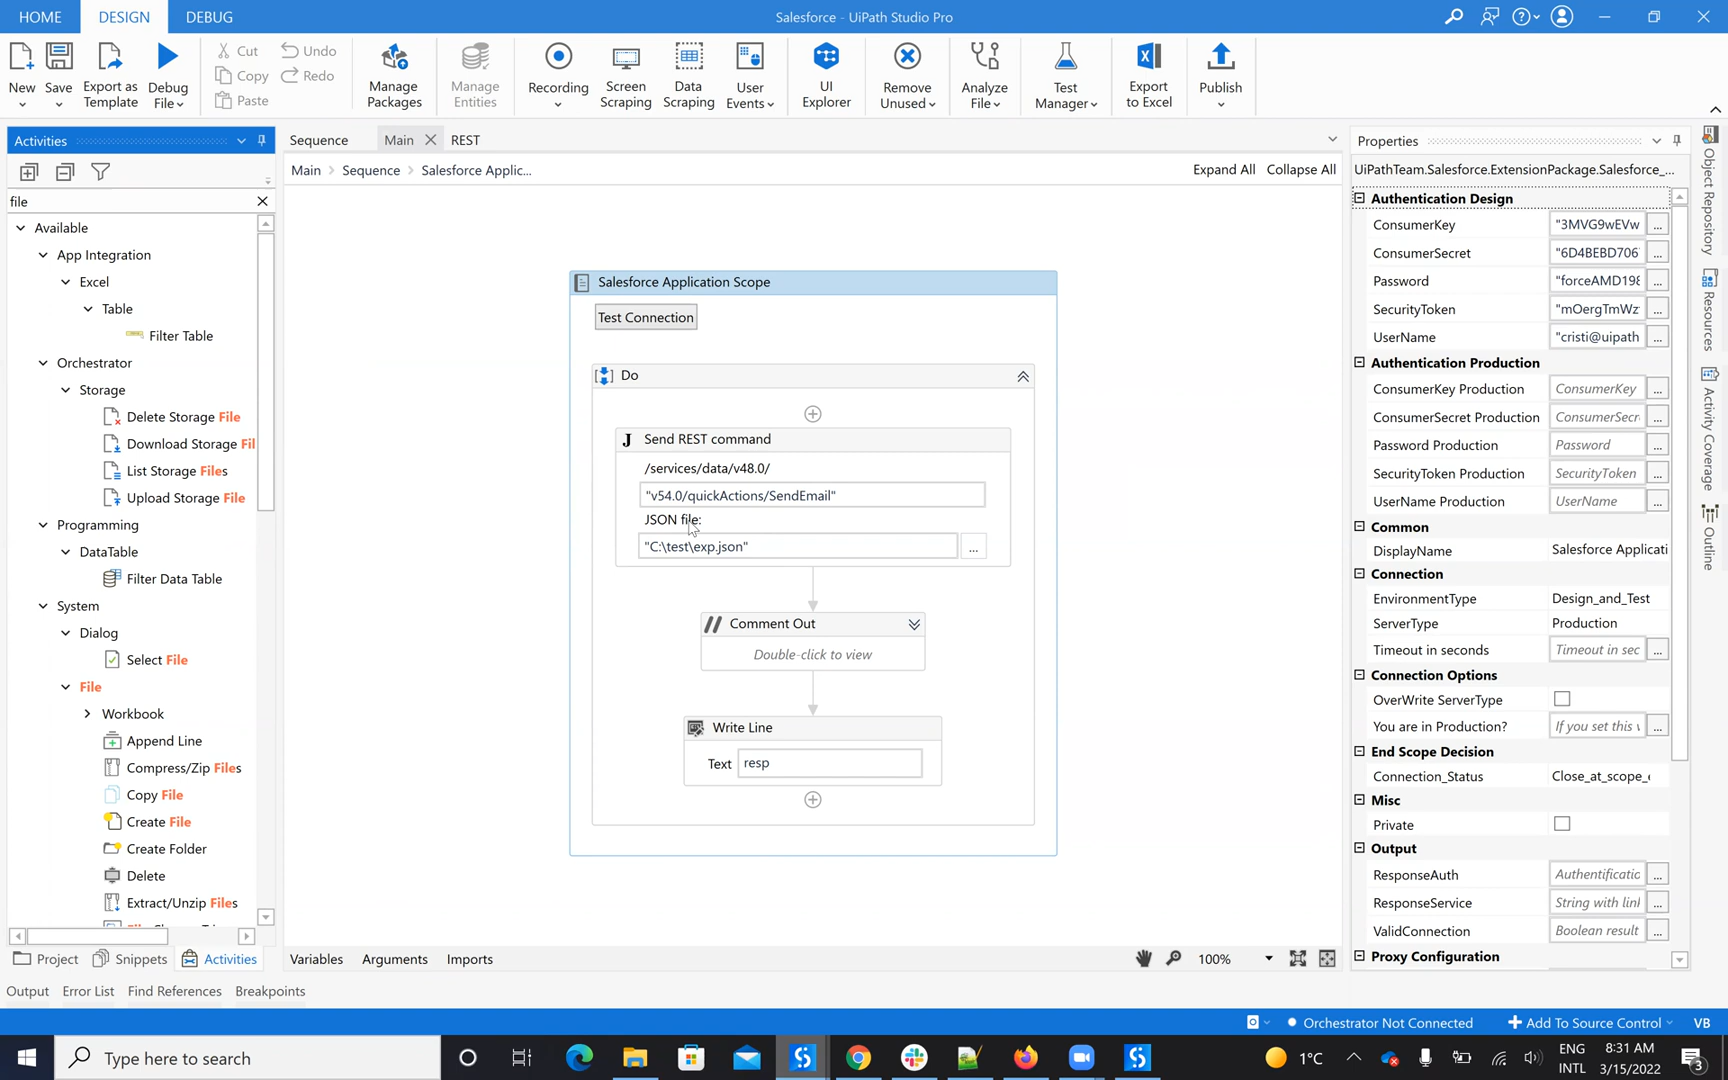 HOME
DESIGN
DEBUG
Salesforce - UiPath Studio Pro
New
Save
Export as
Template
Debug
File
Cut
Copy
Paste
Undo
Redo
Manage
Packages
Manage
Entities
Recording
Screen
Scraping
Data
Scraping
User
Events
UI
Explorer
Remove
Unused
Analyze
File
Test
Manager
Export
to Excel
Publish
Activities
file
Available
App Integration
Excel
Table
Filter Table
Orchestrator
Storage
Delete Storage File
Download Storage Fil
List Storage Files
Upload Storage File
Programming
DataTable
Filter Data Table
System
Dialog
Select File
File
Workbook
Append Line
Compress/Zip Files
Copy File
Create File
Create Folder
Delete
Extract/Unzip Files
Project
Snippets
Activities
Sequence
Main
REST
Main > Sequence > Salesforce Applic...
Expand All
Collapse All
Salesforce Application Scope
Test Connection
Do
Send REST command
/services/data/v48.0/
"v54.0/quickActions/SendEmail"
JSON file:
"C:\test\exp.json"
...
Comment Out
Double-click to view
Write Line
Text
resp
Variables
Arguments
Imports
100%
Properties
UiPathTeam.Salesforce.ExtensionPackage.Salesforce_...
Authentication Design
ConsumerKey "3MVG9wEVw ...
ConsumerSecret "6D4BEBD706 ...
Password "forceAMD198 ...
SecurityToken "mOergTmWz ...
UserName "cristi@uipath ...
Authentication Production
ConsumerKey Production ConsumerKey ...
ConsumerSecret Production ConsumerSecr ...
Password Production Password ...
SecurityToken Production SecurityToken ...
UserName Production UserName ...
Common
DisplayName Salesforce Applicati
Connection
EnvironmentType Design_and_Test
ServerType Production
Timeout in seconds Timeout in sec ...
Connection Options
OverWrite ServerType
You are in Production? If you set this v ...
End Scope Decision
Connection_Status Close_at_scope_e
Misc
Private
Output
ResponseAuth Authentificatic ...
ResponseService String with linl ...
ValidConnection Boolean result ...
Proxy Configuration
Object Repository
Resources
Activity Coverage
Outline
Output
Error List
Find References
Breakpoints
Orchestrator Not Connected
Add To Source Control
VB
Type here to search
1°C
ENG
INTL
8:31 AM
3/15/2022
3